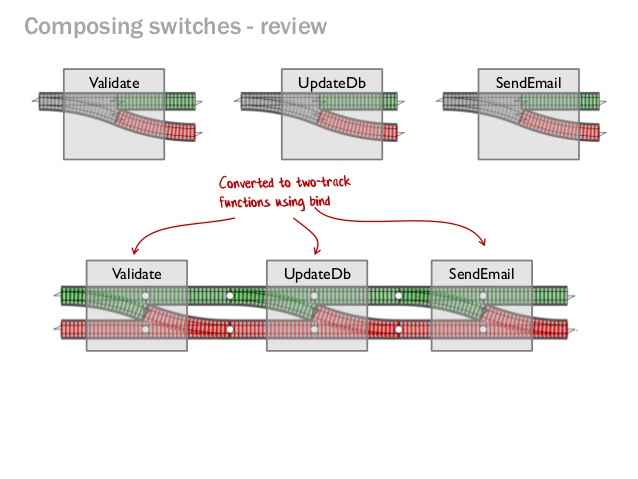 Composing switches - review
Validate
UpdateDb
SendEmail
Converted to two-track
functions using bind
Validate
UpdateDb
SendEmail